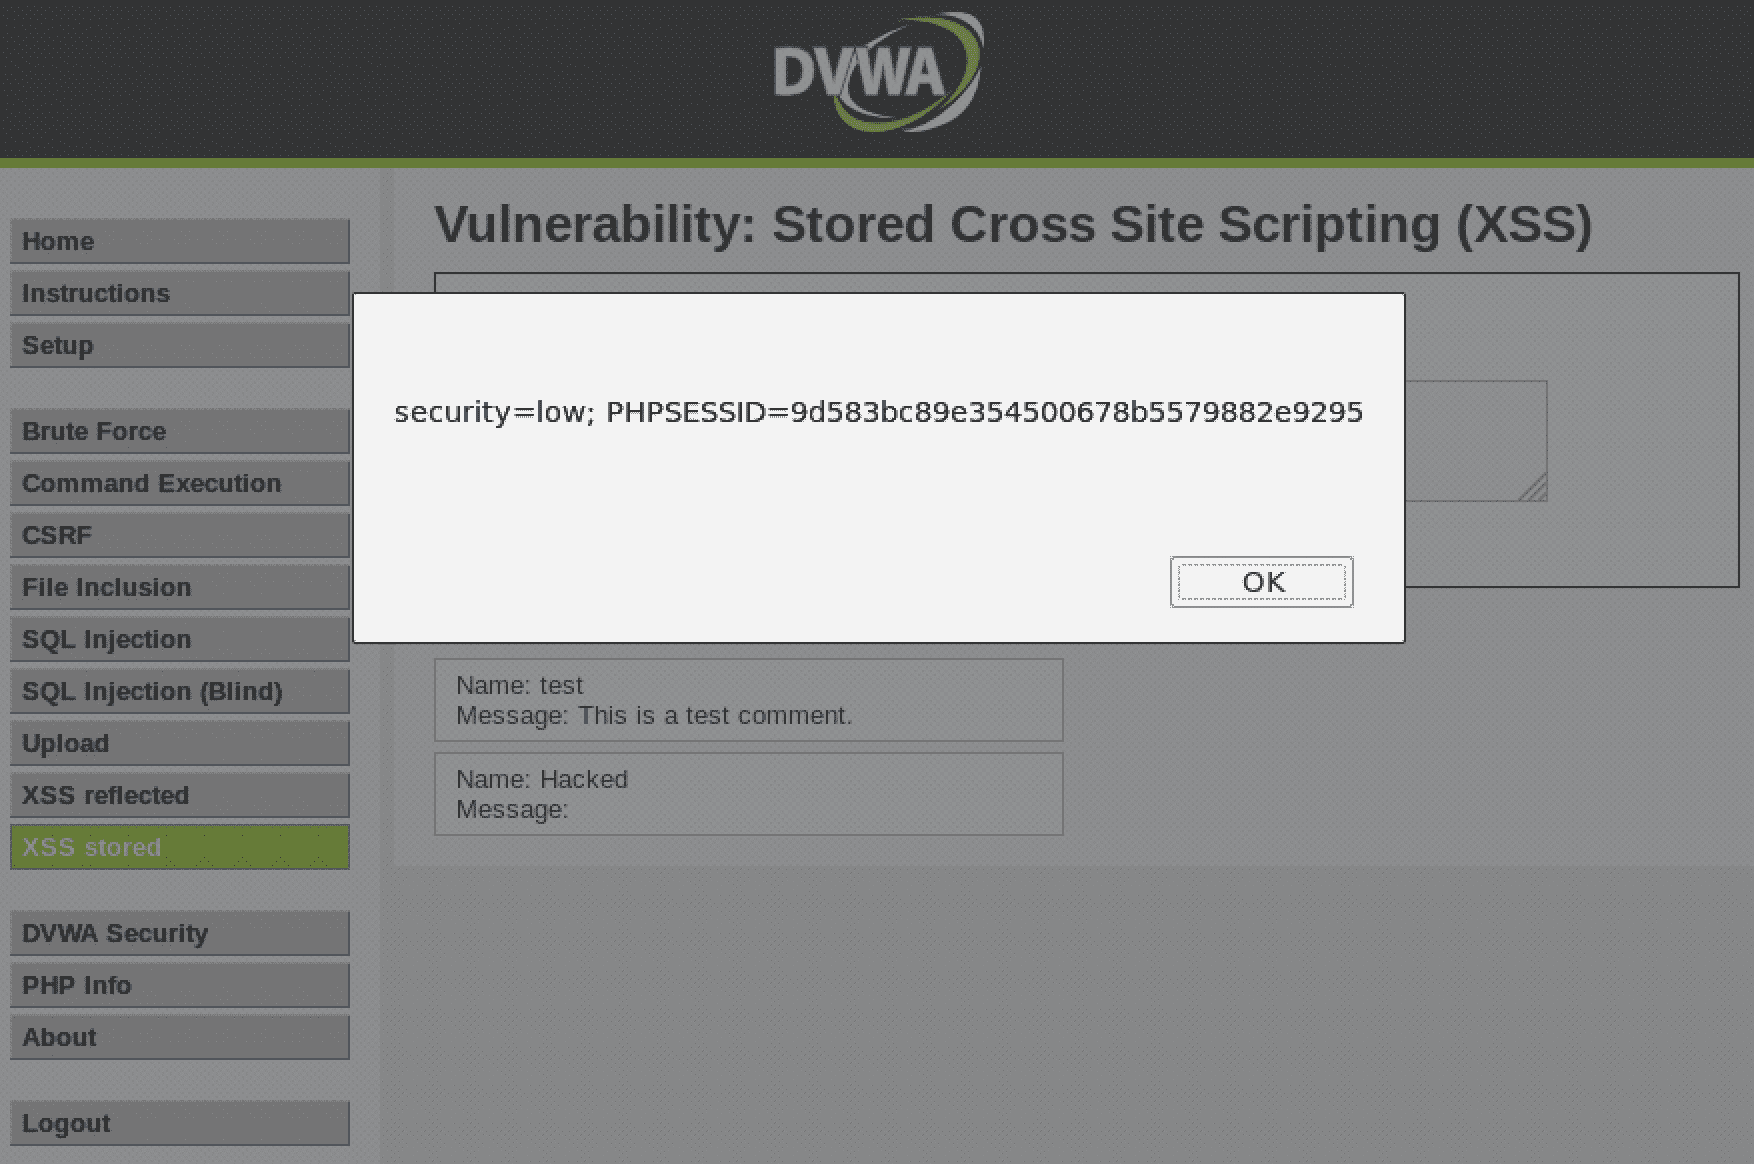 DVWA
Home
Instructions
Setup
Brute Force
Command Execution
CSRF
File Inclusion
SQL Injection
SQL Injection (Blind)
Upload
XSS reflected
XSS stored
DVWA Security
PHP Info
About
Logout
Vulnerability: Stored Cross Site Scripting (XSS)
security=low; PHPSESSID=9d583bc89e354500678b5579882e9295
OK
Name: test
Message: This is a test comment.
Name: Hacked
Message: